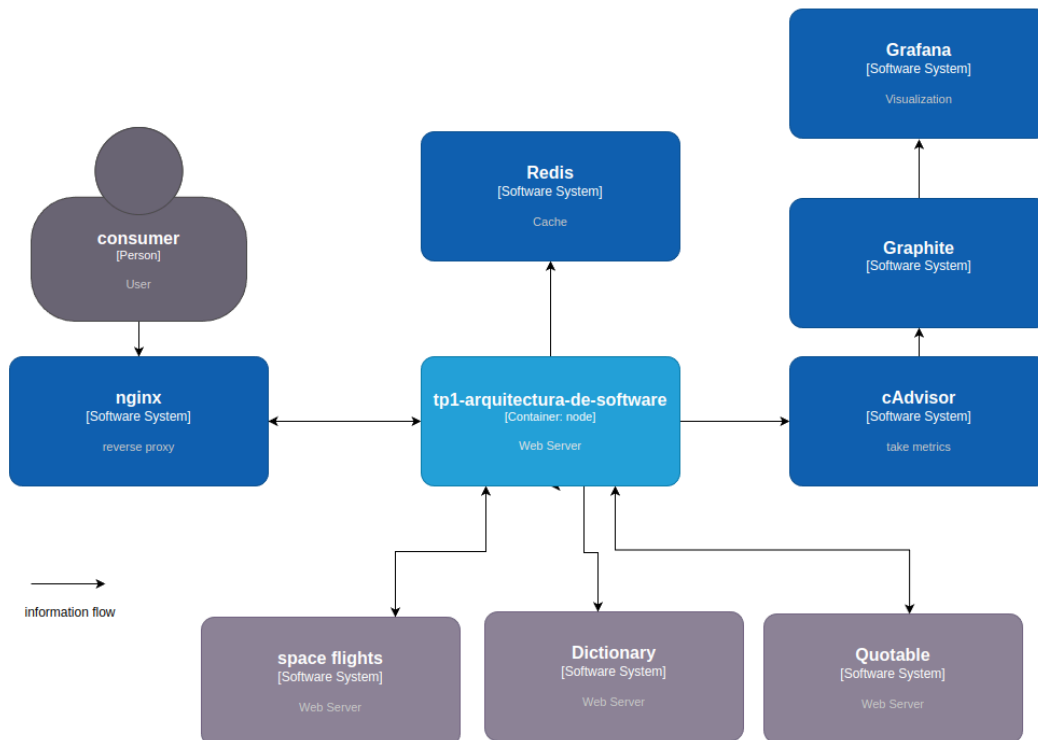 Grafana
[Software System]
Visualization
Redis
[Software System]
Cache
consumer
[Person]
User
Graphite
[Software System]
nginx
[Software System]
reverse proxy
tp1-arquitectura-de-software
[Container: node]
Web Server
cAdvisor
[Software System]
take metrics
information flow
space flights
[Software System]
Web Server
Dictionary
[Software System]
Web Server
Quotable
[Software System]
Web Server